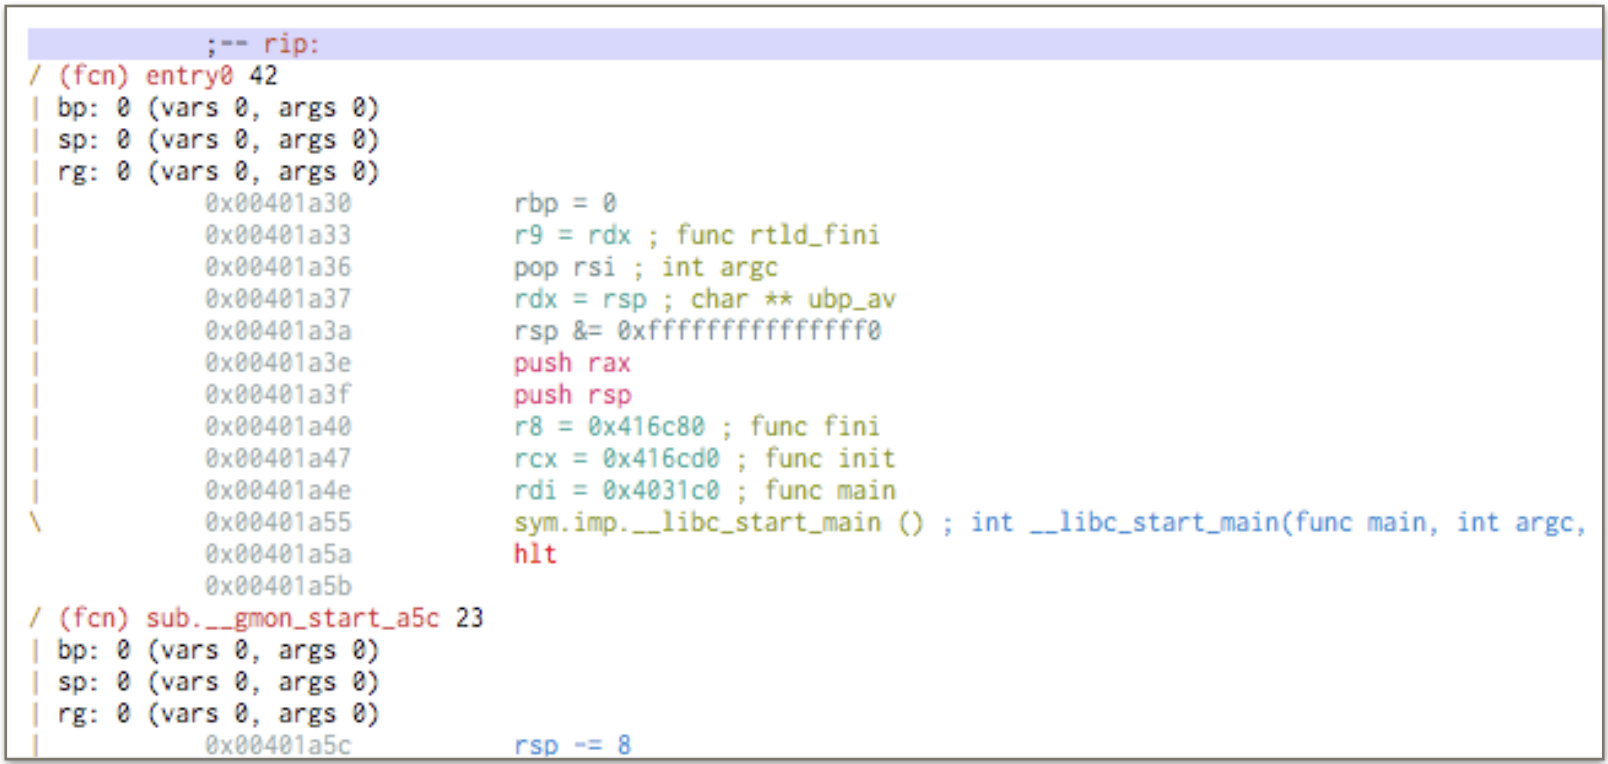 ;-- rip:
/ (fcn) entry0 42
| bp: 0 (vars 0, args 0)
| sp: 0 (vars 0, args 0)
| rg: 0 (vars 0, args 0)
| 0x00401a30 rbp = 0
| 0x00401a33 r9 = rdx ; func rtld_fini
| 0x00401a36 pop rsi ; int argc
| 0x00401a37 rdx = rsp ; char ** ubp_av
| 0x00401a3a rsp &= 0xfffffffffffffff0
| 0x00401a3e push rax
| 0x00401a3f push rsp
| 0x00401a40 r8 = 0x416c80 ; func fini
| 0x00401a47 rcx = 0x416cd0 ; func init
| 0x00401a4e rdi = 0x4031c0 ; func main
\ 0x00401a55 sym.imp.__libc_start_main () ; int __libc_start_main(func main, int argc,
0x00401a5a hlt
0x00401a5b
/ (fcn) sub.__gmon_start_a5c 23
| bp: 0 (vars 0, args 0)
| sp: 0 (vars 0, args 0)
| rg: 0 (vars 0, args 0)
| 0x00401a5c rsp -= 8